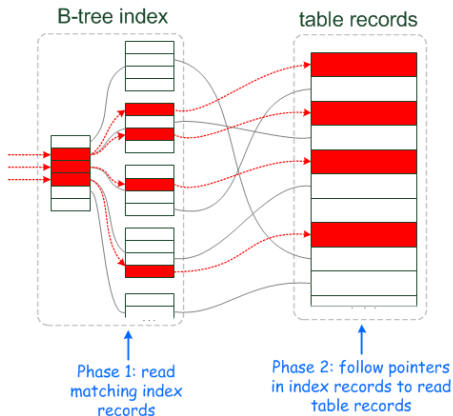 B-tree index
table records
...
. . .
Phase 1: read
matching index
records
Phase 2: follow pointers
in index records to read
table records